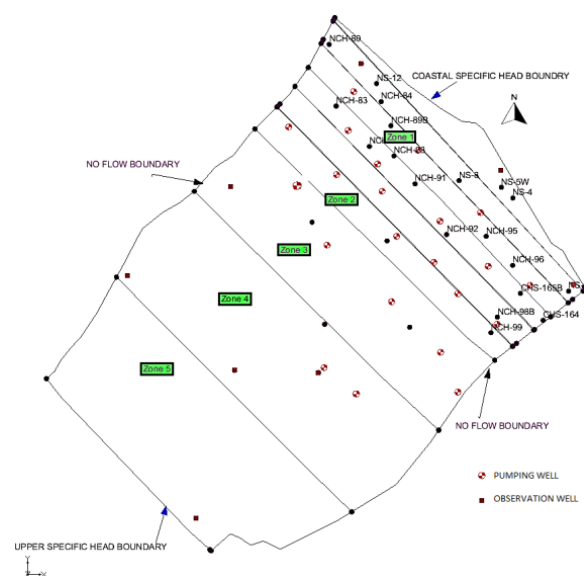 NCH-89
COASTAL SPECIFIC HEAD BOUNDRY
NS-12
NCH-84
NCH-83
N
NCH-89B
Zone 1
NO FLOW BOUNDARY
NCH-91
NS-8
NS-5W
NS-4
Zone 2
NCH-92
NCH-95
Zone 3
NCH-96
CHS-165B
NS
Zone 4
NCH-98B
CHS-164
NCH-99
Zone 5
NO FLOW BOUNDARY
PUMPING WELL
OBSERVATION WELL
UPPER SPECIFIC HEAD BOUNDARY
Y
X